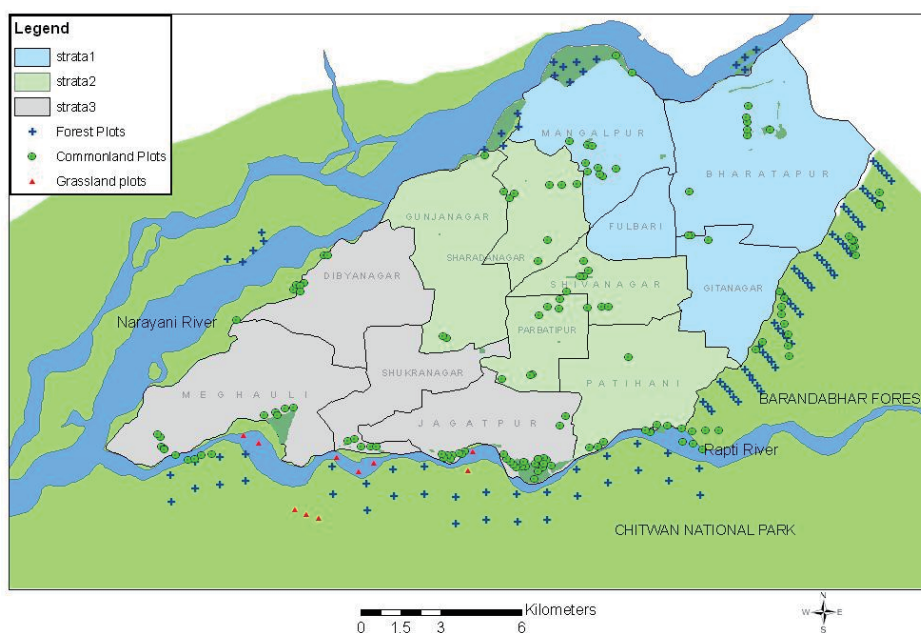 Legend
strata1
strata2
strata3
Forest Plots
Commonland Plots
Grassland plots
MANGALPUR
BHARATAPUR
GUNJANAGAR
FULBARI
SHARADANAGAR
DIBYANAGAR
SHIVANAGAR
GITANAGAR
Narayani River
PARBATIPUR
SHUKRANAGAR
PATIHANI
MEGHAULI
BARANDABHAR FORES
JAGATPUR
Rapti River
CHITWAN NATIONAL PARK
Kilometers
0 1.5 3 6
N
W E
S